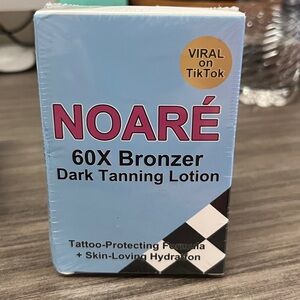 VIRAL
on
TikTok
NOARÉ
60X Bronzer
Dark Tanning Lotion
Tattoo-Protecting Formula
+ Skin-Loving Hydration